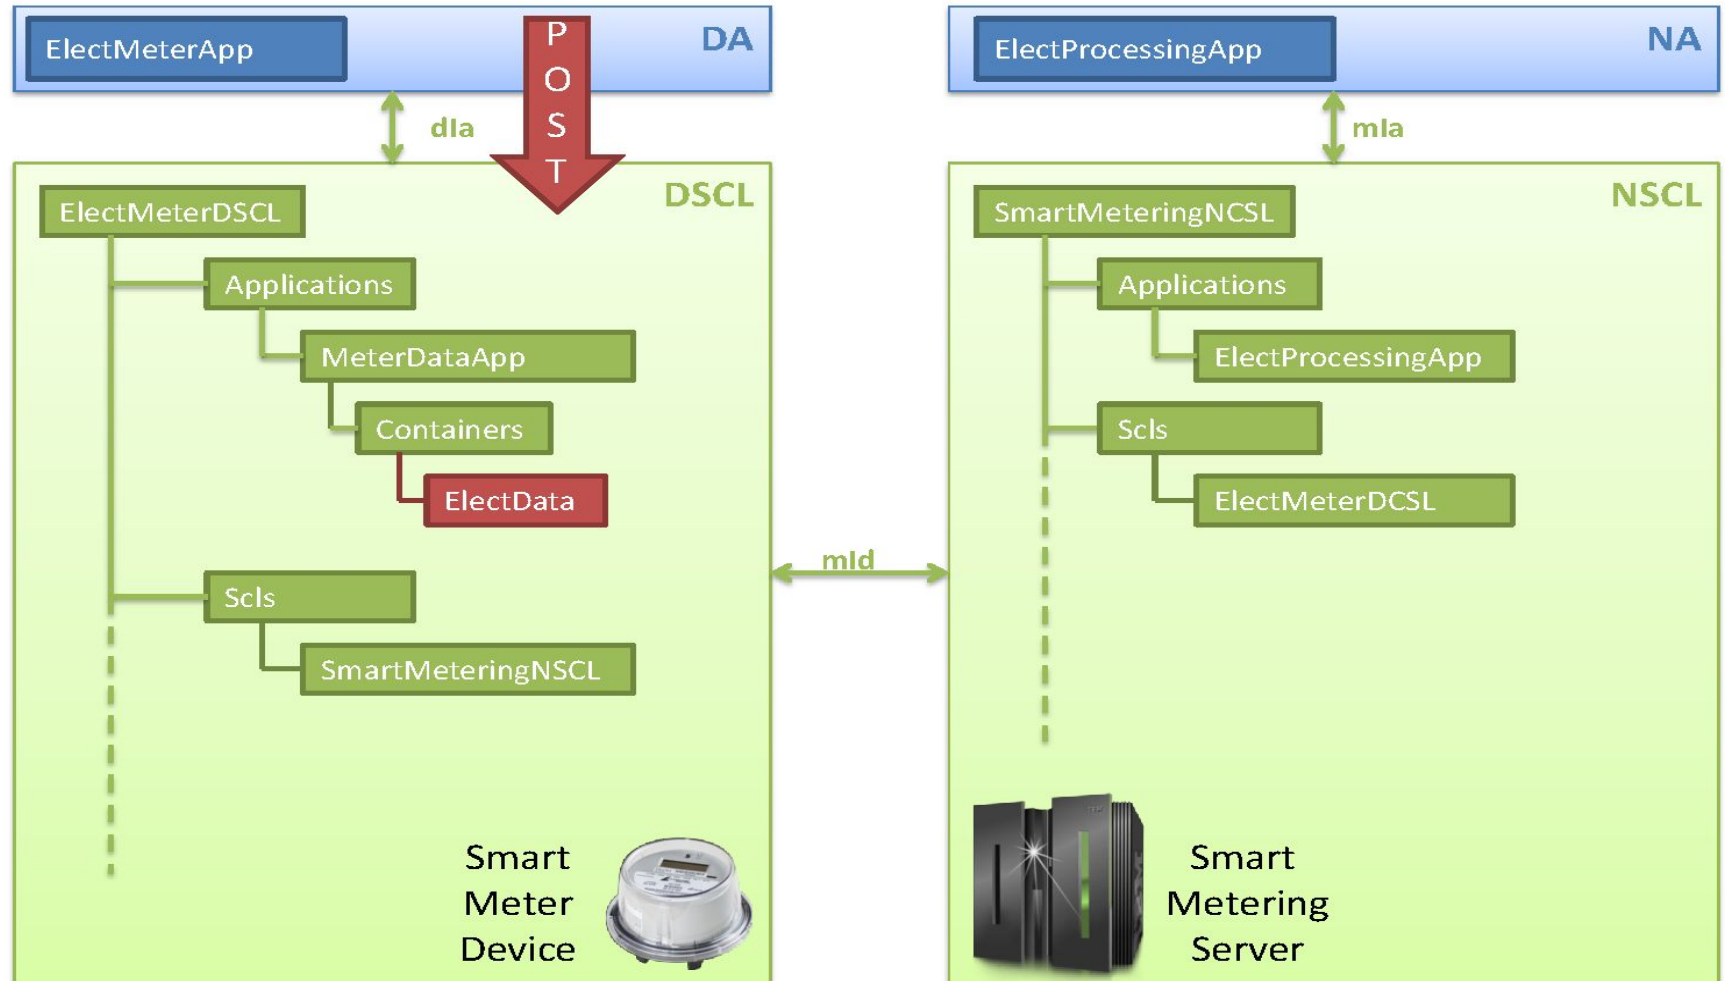 ElectMeterApp
DA
P
O
S
T
dIa
ElectMeterDSCL
DSCL
Applications
MeterDataApp
Containers
ElectData
Scls
SmartMeteringNSCL
Smart
Meter
Device
mId
ElectProcessingApp
NA
mIa
SmartMeteringNCSL
NSCL
Applications
ElectProcessingApp
Scls
ElectMeterDCSL
Smart
Metering
Server